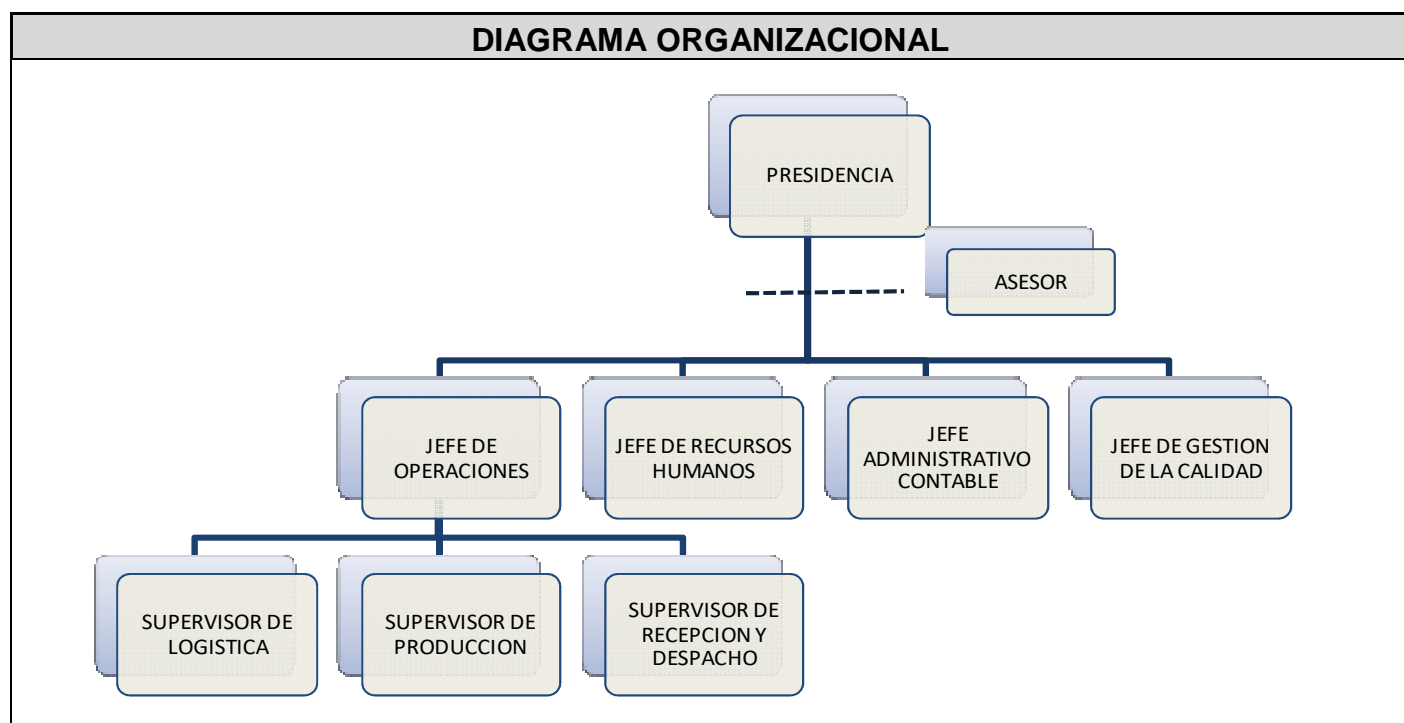 DIAGRAMA ORGANIZACIONAL
PRESIDENCIA
ASESOR
JEFE DE
OPERACIONES
JEFE DE RECURSOS
HUMANOS
JEFE
ADMINISTRATIVO
CONTABLE
JEFE DE GESTION
DE LA CALIDAD
SUPERVISOR DE
LOGISTICA
SUPERVISOR DE
PRODUCCION
SUPERVISOR DE
RECEPCION Y
DESPACHO